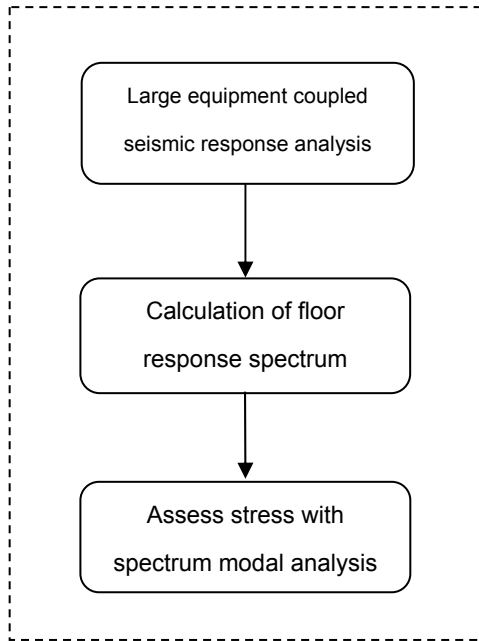 Large equipment coupled
seismic response analysis
Calculation of floor
response spectrum
Assess stress with
spectrum modal analysis